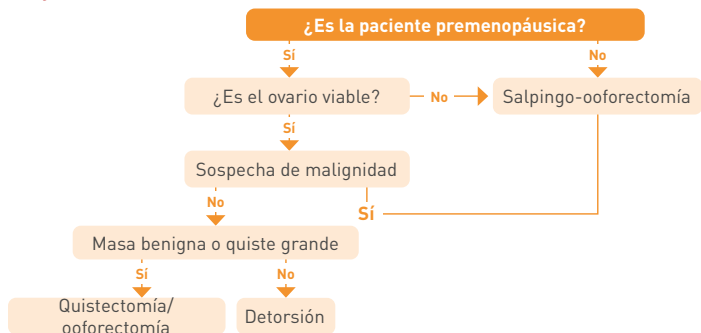 ¿Es la paciente premenopáusica?
Sí
No
¿Es el ovario viable?
No
Salpingo-ooforectomía
Sí
Sospecha de malignidad
No
Sí
Masa benigna o quiste grande
Sí
No
Quistectomía/
ooforectomía
Detorsión